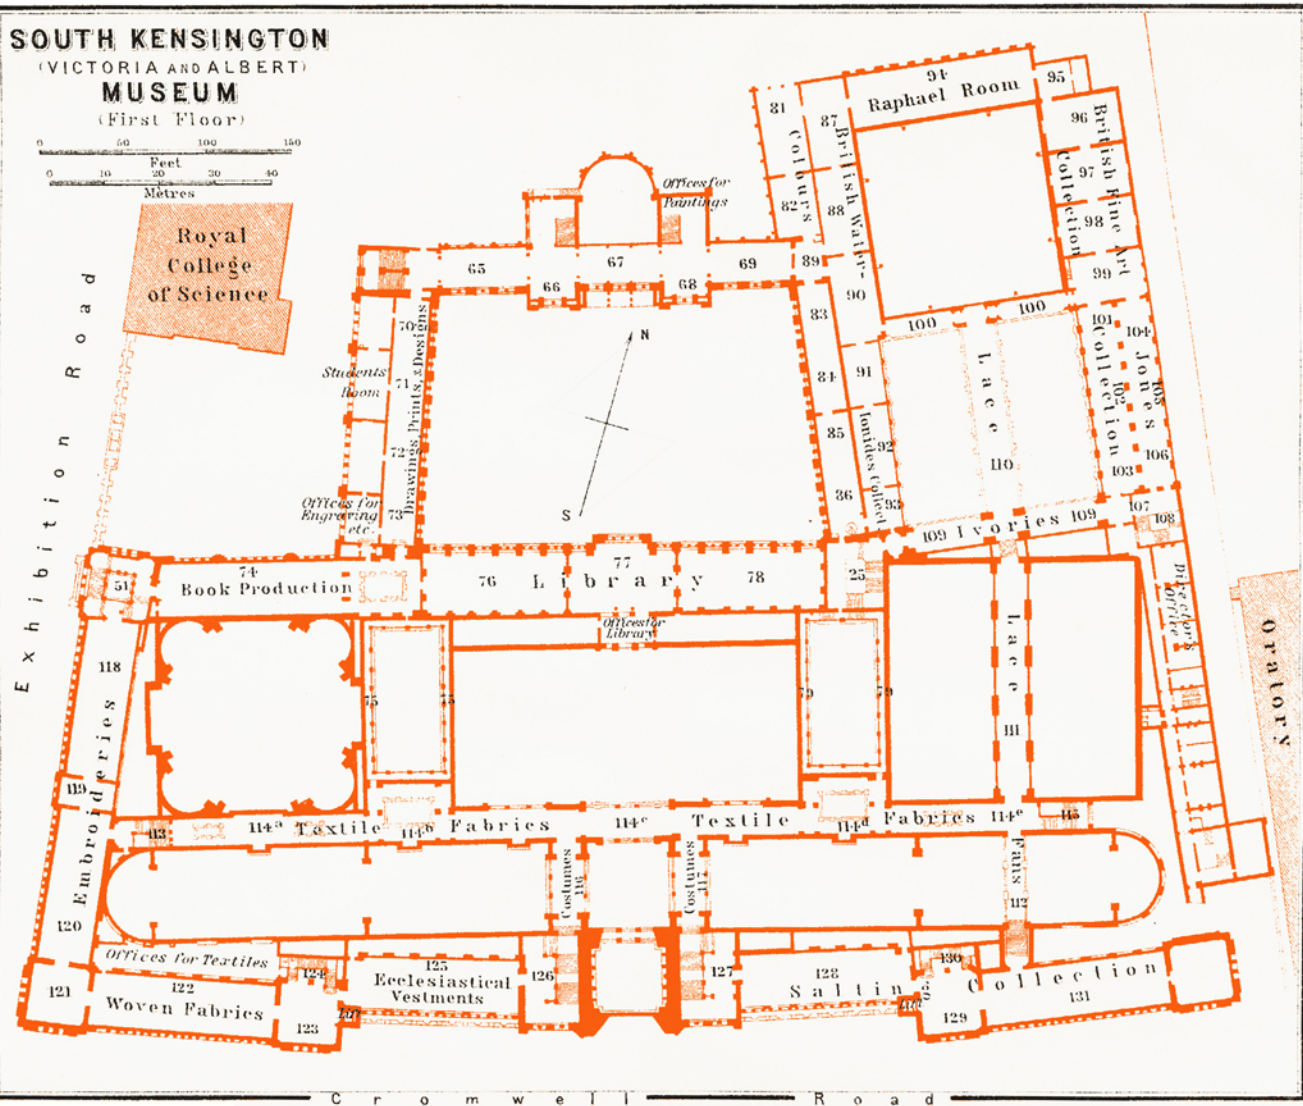 SOUTH KENSINGTON
(VICTORIA AND ALBERT)
MUSEUM
(First Floor)
0 50 100 150
Feet
0 10 20 30 40
Mètres
Royal
College
of Science
Exhibition Road
94
Raphael Room
95
81
87
96
Colours
British Water-
British Fine Art
Collection
97
82
88
98
99
Offices for
Paintings
65
66
67
68
69
89
90
83
100
100
101
104
N
S
70
71
72
73
Drawings, Prints, & Designs
Students'
Room
Offices for
Engraving
etc.
84
91
85
92
86
93
Ionides Collect.
Lace
110
Collection
Jones
102
105
103
106
107
108
109 Ivories 109
51
74
Book Production
76
77
78
Library
Offices for
Library
25
Lace
111
Director's
Office
Oratory
118
119
120
Embroideries
75
75
79
79
113
114a
Textile
114b
Fabrics
114c
Textile
114d
Fabrics
114e
115
Costumes
116
Costumes
117
Fans
112
Offices for Textiles
121
122
Woven Fabrics
123
124
Lift
125
Ecclesiastical
Vestments
126
127
128
Salting
Collection
Lift
129
130
131
Cromwell Road